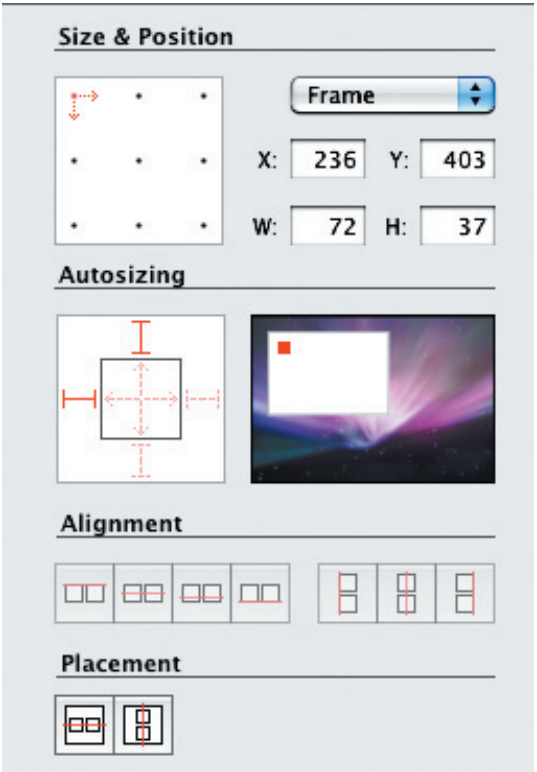 Size & Position
Frame
X: 236 Y: 403
W: 72 H: 37
Autosizing
Alignment
Placement